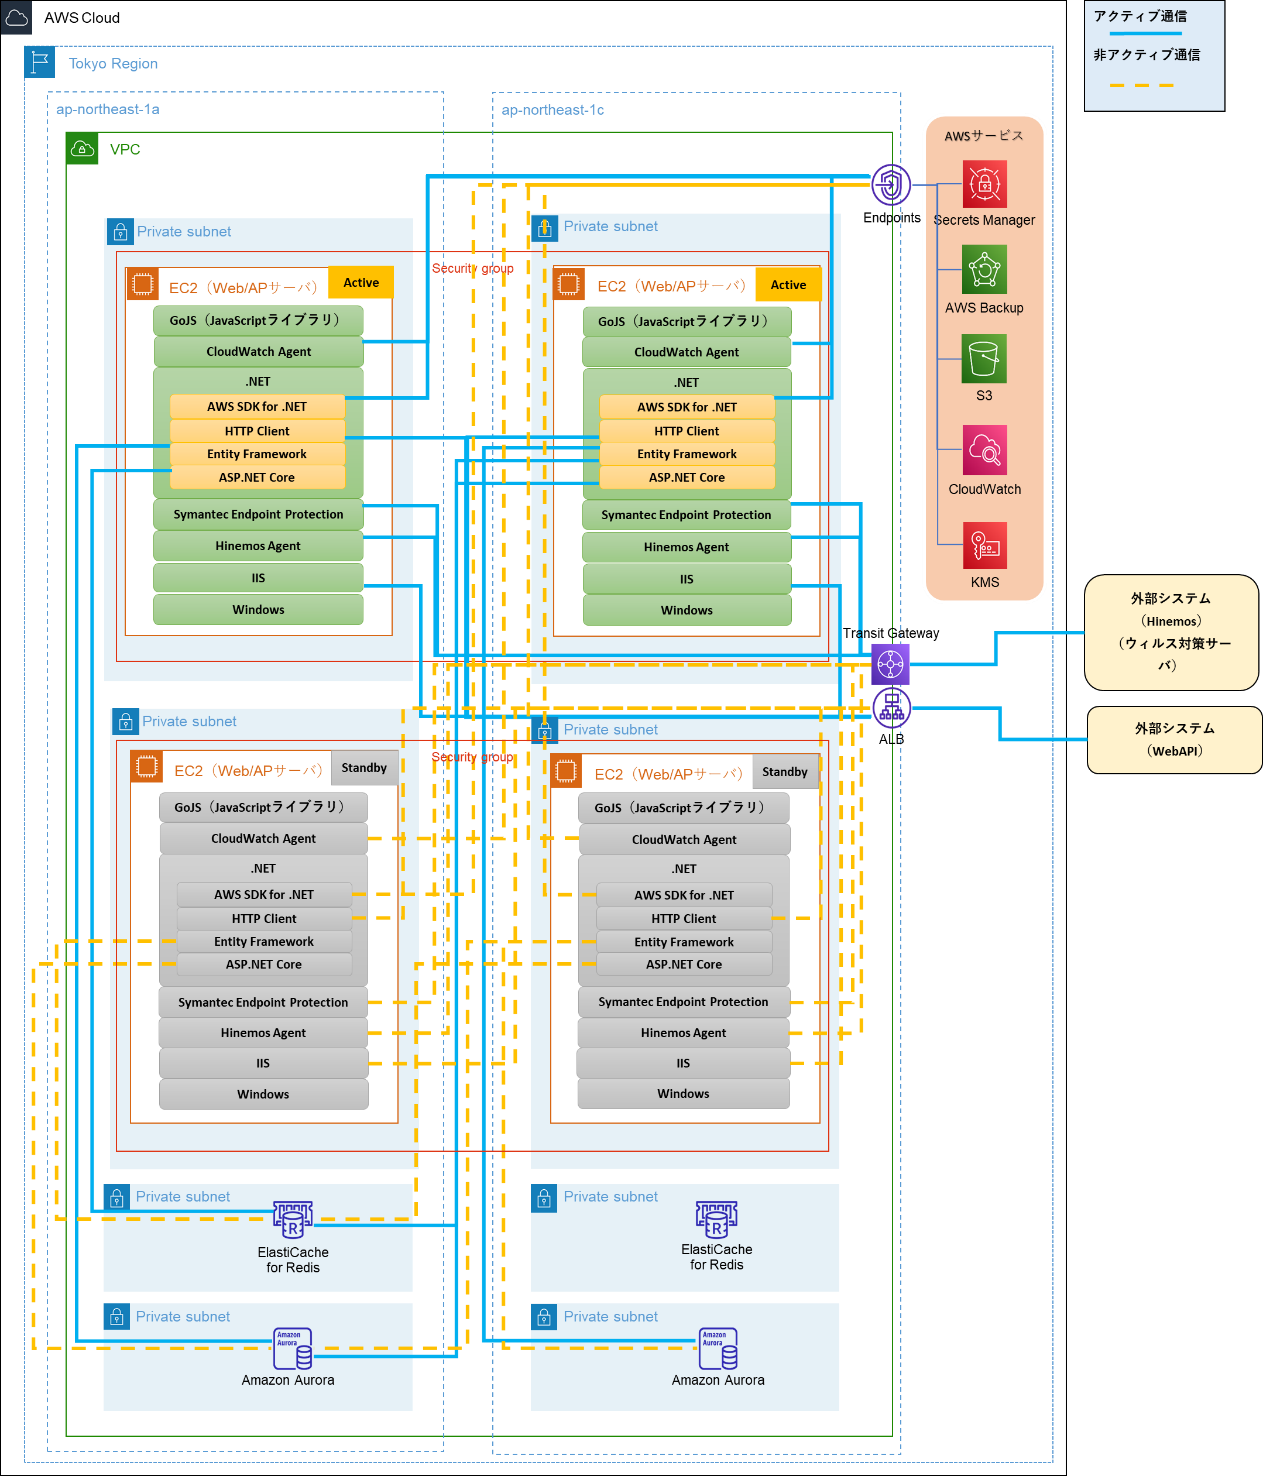 AWS Cloud
Tokyo Region
ap-northeast-1a
ap-northeast-1c
VPC
アクティブ通信
非アクティブ通信
AWSサービス
Endpoints
Secrets Manager
AWS Backup
S3
CloudWatch
KMS
Private subnet
Security group
EC2（Web/APサーバ）
Active
GoJS（JavaScriptライブラリ）
CloudWatch Agent
.NET
AWS SDK for .NET
HTTP Client
Entity Framework
ASP.NET Core
Symantec Endpoint Protection
Hinemos Agent
IIS
Windows
Private subnet
EC2（Web/APサーバ）
Active
GoJS（JavaScriptライブラリ）
CloudWatch Agent
.NET
AWS SDK for .NET
HTTP Client
Entity Framework
ASP.NET Core
Symantec Endpoint Protection
Hinemos Agent
IIS
Windows
Transit Gateway
ALB
外部システム
（Hinemos）
（ウィルス対策サー
バ）
外部システム
（WebAPI）
Private subnet
Security group
EC2（Web/APサーバ）
Standby
GoJS（JavaScriptライブラリ）
CloudWatch Agent
.NET
AWS SDK for .NET
HTTP Client
Entity Framework
ASP.NET Core
Symantec Endpoint Protection
Hinemos Agent
IIS
Windows
Private subnet
EC2（Web/APサーバ）
Standby
GoJS（JavaScriptライブラリ）
CloudWatch Agent
.NET
AWS SDK for .NET
HTTP Client
Entity Framework
ASP.NET Core
Symantec Endpoint Protection
Hinemos Agent
IIS
Windows
Private subnet
R
ElastiCache
for Redis
Private subnet
R
ElastiCache
for Redis
Private subnet
Amazon
Aurora
Amazon Aurora
Private subnet
Amazon
Aurora
Amazon Aurora